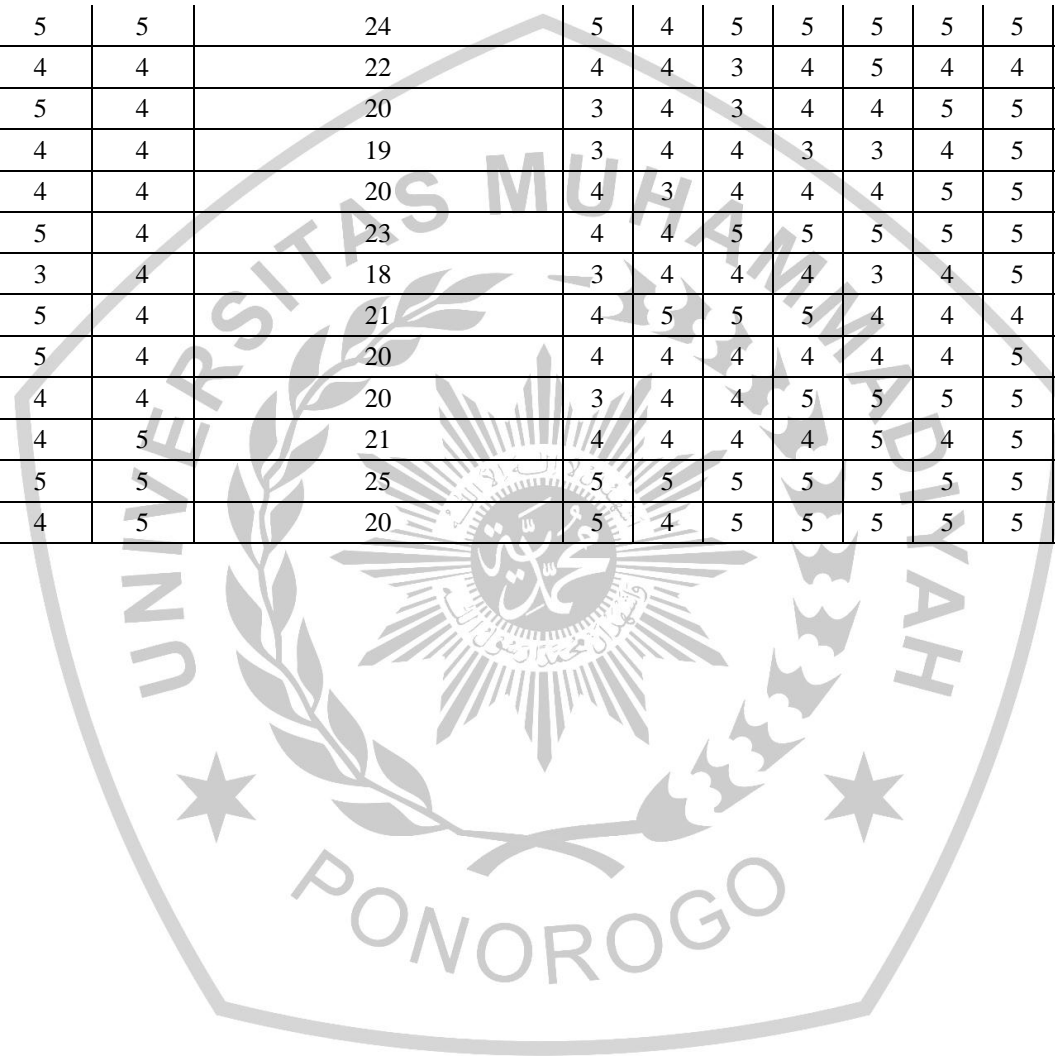 5 5 24 5 4 5 5 5 5 5
4 4 22 4 4 3 4 5 4 4
5 4 20 3 4 3 4 4 5 5
4 4 19 3 4 4 3 3 4 5
4 4 20 4 3 4 4 4 5 5
5 4 23 4 4 5 5 5 5 5
3 4 18 3 4 4 4 3 4 5
5 4 21 4 5 5 5 4 4 4
5 4 20 4 4 4 4 4 4 5
4 4 20 3 4 4 5 5 5 5
4 5 21 4 4 4 4 5 4 5
5 5 25 5 5 5 5 5 5 5
4 5 20 5 4 5 5 5 5 5
UNIVERSITAS MUHAMMADIYAH
PONOROGO